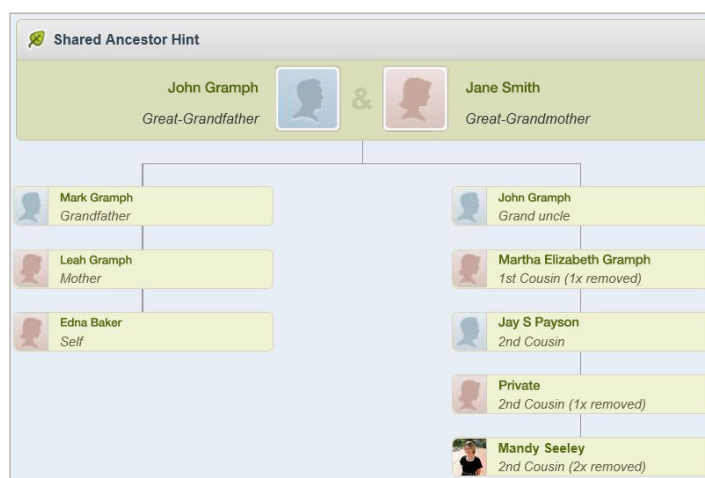 Shared Ancestor Hint
John Gramph
Great-Grandfather
&
Jane Smith
Great-Grandmother
Mark Gramph
Grandfather
Leah Gramph
Mother
Edna Baker
Self
John Gramph
Grand uncle
Martha Elizabeth Gramph
1st Cousin (1x removed)
Jay S Payson
2nd Cousin
Private
2nd Cousin (1x removed)
Mandy Seeley
2nd Cousin (2x removed)